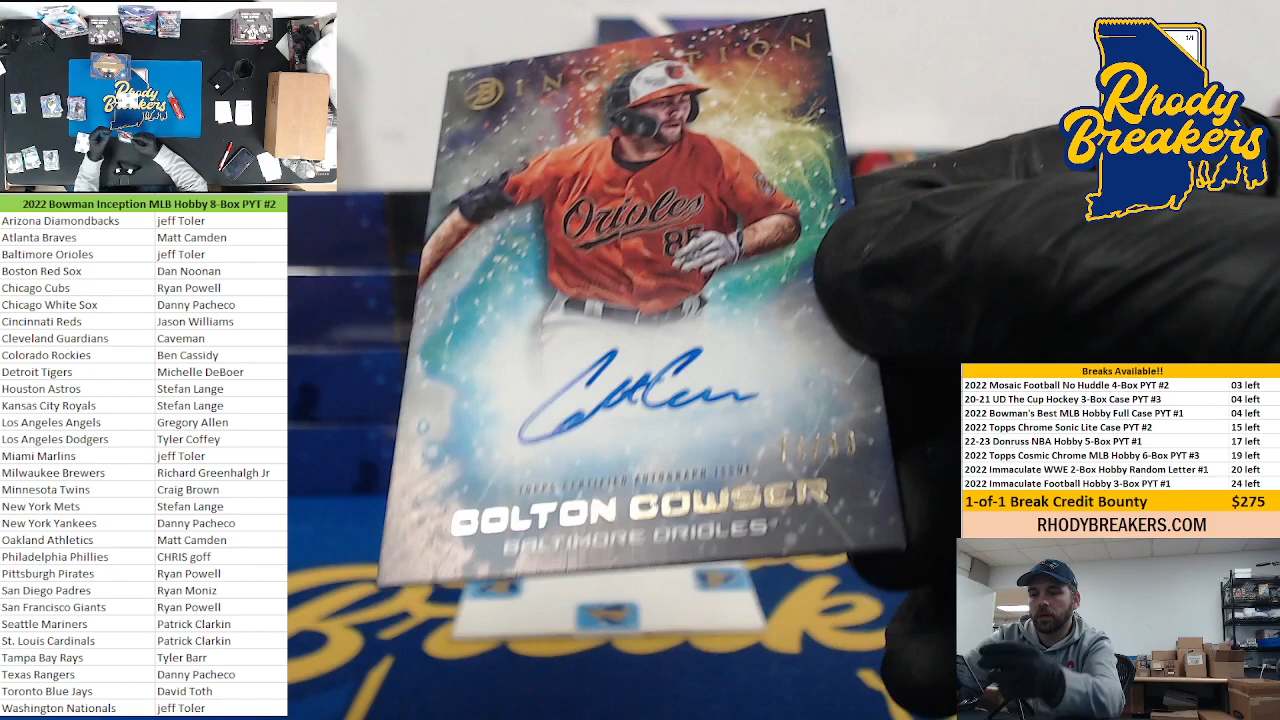 2022 Bowman Inception MLB Hobby 8-Box PYT #2
Arizona Diamondbacks jeff Toler
Atlanta Braves Matt Camden
Baltimore Orioles jeff Toler
Boston Red Sox Dan Noonan
Chicago Cubs Ryan Powell
Chicago White Sox Danny Pacheco
Cincinnati Reds Jason Williams
Cleveland Guardians Caveman
Colorado Rockies Ben Cassidy
Detroit Tigers Michelle DeBoer
Houston Astros Stefan Lange
Kansas City Royals Stefan Lange
Los Angeles Angels Gregory Allen
Los Angeles Dodgers Tyler Coffey
Miami Marlins jeff Toler
Milwaukee Brewers Richard Greenhalgh Jr
Minnesota Twins Craig Brown
New York Mets Stefan Lange
New York Yankees Danny Pacheco
Oakland Athletics Matt Camden
Philadelphia Phillies CHRIS goff
Pittsburgh Pirates Ryan Powell
San Diego Padres Ryan Moniz
San Francisco Giants Ryan Powell
Seattle Mariners Patrick Clarkin
St. Louis Cardinals Patrick Clarkin
Tampa Bay Rays Tyler Barr
Texas Rangers Danny Pacheco
Toronto Blue Jays David Toth
Washington Nationals jeff Toler
Rhody
Breakers
B INCEPTION
Orioles
85
TOPPS CERTIFIED AUTOGRAPH ISSUE
COLTON COWSER
BALTIMORE ORIOLES
Breakers
1/1
Rhody
Breakers
Breaks Available!!
2022 Mosaic Football No Huddle 4-Box PYT #2 03 left
20-21 UD The Cup Hockey 3-Box Case PYT #3 04 left
2022 Bowman's Best MLB Hobby Full Case PYT #1 04 left
2022 Topps Chrome Sonic Lite Case PYT #2 15 left
22-23 Donruss NBA Hobby 5-Box PYT #1 17 left
2022 Topps Cosmic Chrome MLB Hobby 6-Box PYT #3 19 left
2022 Immaculate WWE 2-Box Hobby Random Letter #1 20 left
2022 Immaculate Football Hobby 3-Box PYT #1 24 left
1-of-1 Break Credit Bounty $275
RHODYBREAKERS.COM